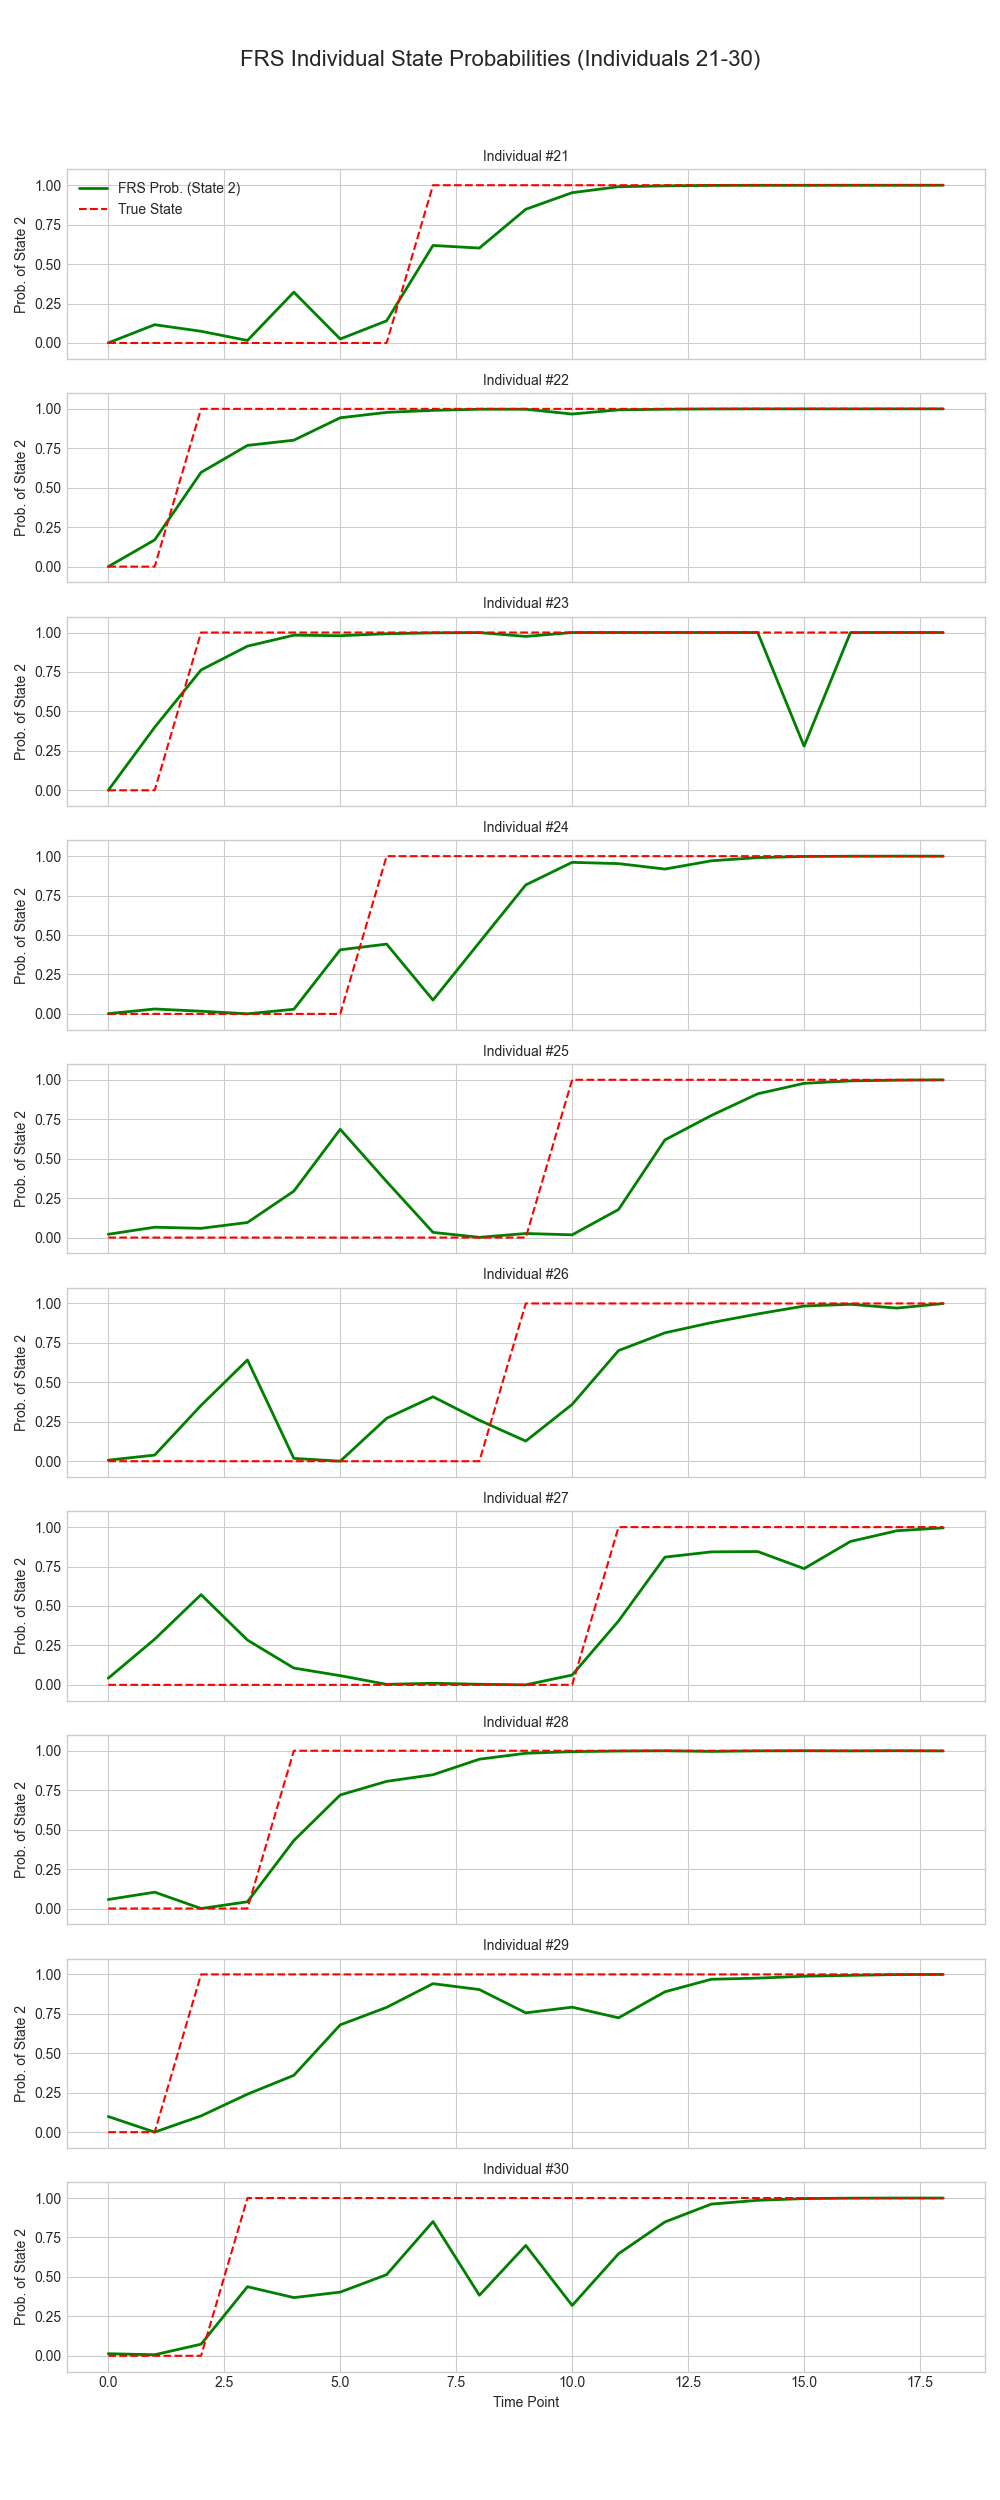 FRS Individual State Probabilities (Individuals 21-30)
Individual #21
FRS Prob. (State 2)
True State
1.00
0.75
0.50
0.25
0.00
Prob. of State 2
Individual #22
1.00
0.75
0.50
0.25
0.00
Prob. of State 2
Individual #23
1.00
0.75
0.50
0.25
0.00
Prob. of State 2
Individual #24
1.00
0.75
0.50
0.25
0.00
Prob. of State 2
Individual #25
1.00
0.75
0.50
0.25
0.00
Prob. of State 2
Individual #26
1.00
0.75
0.50
0.25
0.00
Prob. of State 2
Individual #27
1.00
0.75
0.50
0.25
0.00
Prob. of State 2
Individual #28
1.00
0.75
0.50
0.25
0.00
Prob. of State 2
Individual #29
1.00
0.75
0.50
0.25
0.00
Prob. of State 2
Individual #30
1.00
0.75
0.50
0.25
0.00
Prob. of State 2
0.0 2.5 5.0 7.5 10.0 12.5 15.0 17.5
Time Point